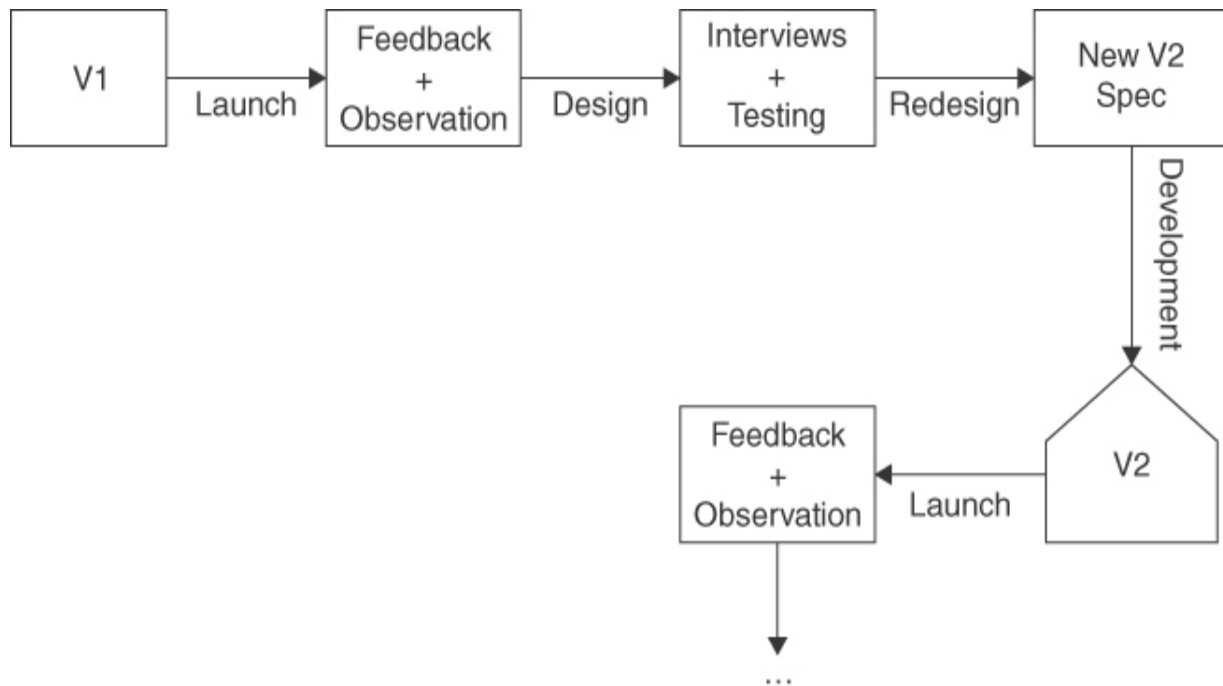 V1
Launch
Feedback
+
Observation
Design
Interviews
+
Testing
Redesign
New V2
Spec
Development
V2
Launch
Feedback
+
Observation
...